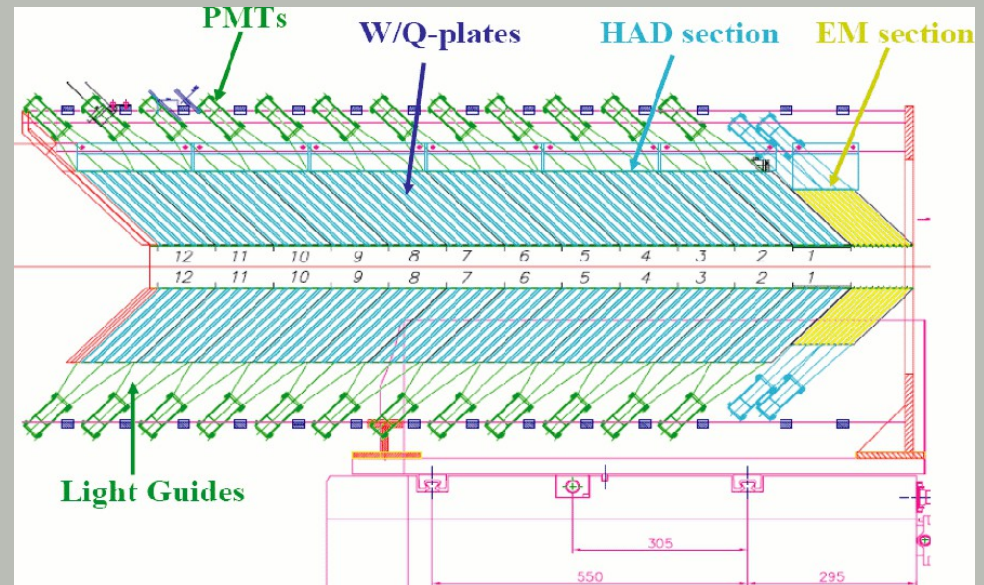 PMTs
W/Q-plates
HAD section
EM section
12 11 10 9 8 7 6 5 4 3 2 1
12 11 10 9 8 7 6 5 4 3 2 1
Light Guides
305
550
295